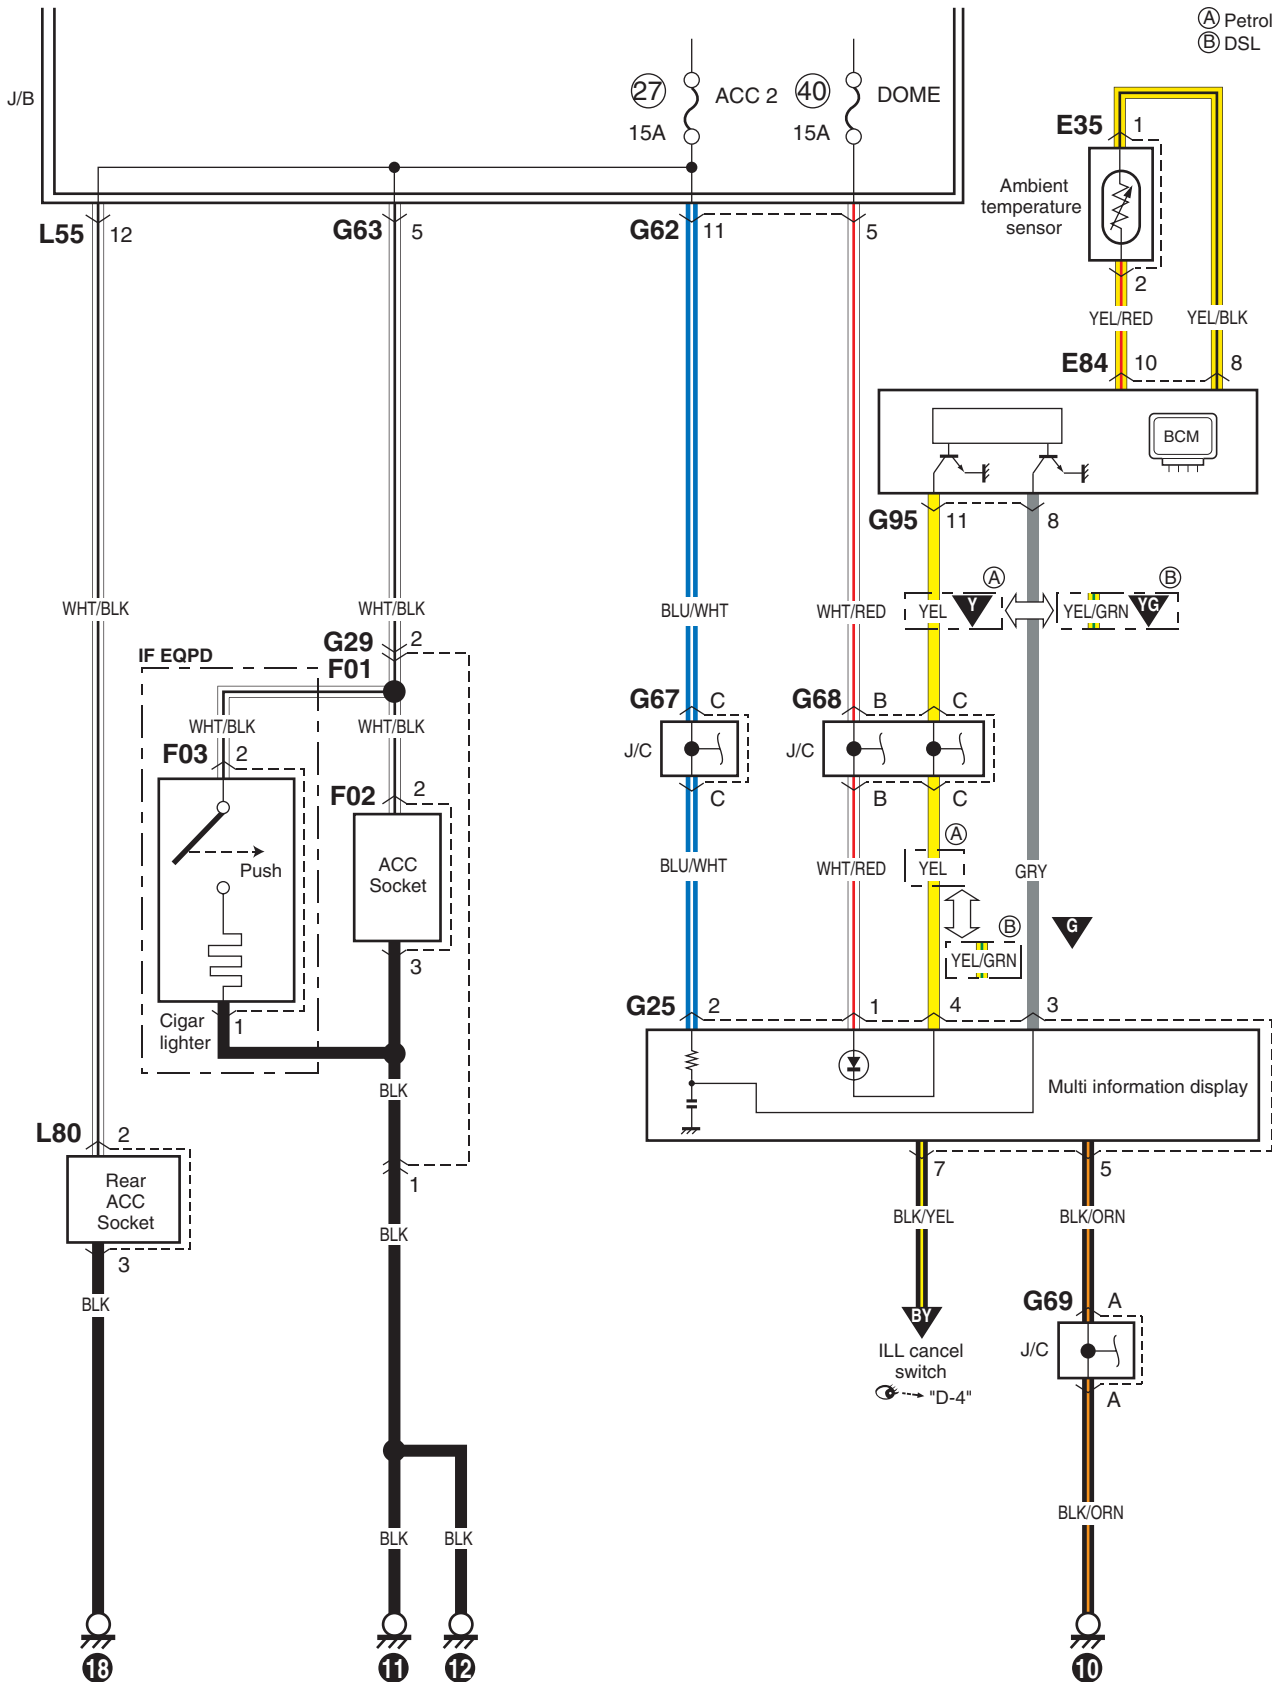 Ⓐ Petrol
Ⓑ DSL
J/B
27
15A
ACC 2
40
15A
DOME
E35
1
Ambient
temperature
sensor
2
YEL/RED
YEL/BLK
L55
12
G63
5
G62
11
5
E84
10
8
BCM
G95
11
8
WHT/BLK
WHT/BLK
BLU/WHT
WHT/RED
A
YEL
Y
B
YEL/GRN
YG
G29
2
F01
IF EQPD
WHT/BLK
WHT/BLK
G67
C
J/C
C
G68
B
C
J/C
B
C
F03
2
Push
1
Cigar
lighter
F02
2
ACC
Socket
3
BLU/WHT
WHT/RED
A
YEL
GRY
B
YEL/GRN
G
G25
2
1
4
3
Multi information display
BLK
1
BLK
L80
2
Rear
ACC
Socket
3
BLK
7
5
BLK/YEL
BLK/ORN
BY
ILL cancel
switch
"D-4"
G69
A
J/C
A
BLK
BLK
BLK/ORN
18
11
12
10